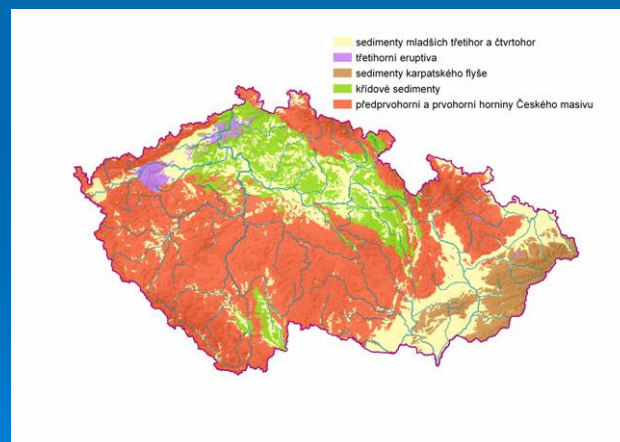 sedimenty mladších třetihor a čtvrtohor
třetihorní eruptiva
sedimenty karpatského flyše
křídové sedimenty
předprvohorní a prvohorní horniny Českého masivu